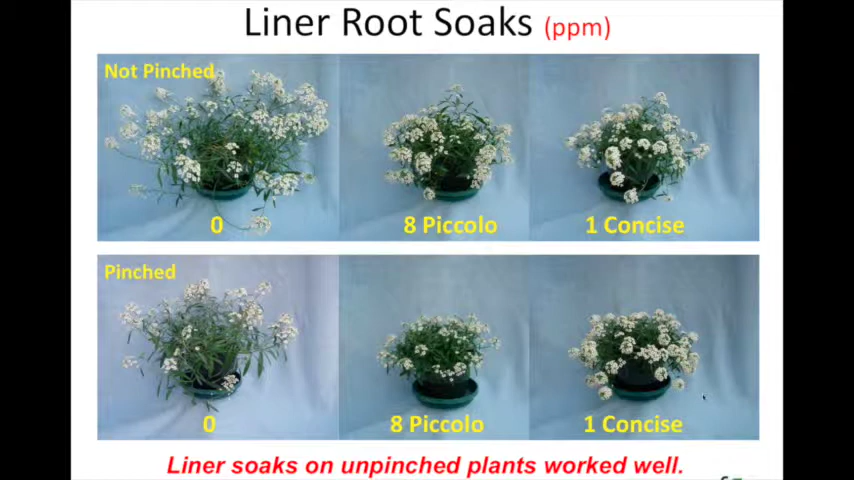 Liner Root Soaks (ppm)
Not Pinched
0
8 Piccolo
1 Concise
Pinched
0
8 Piccolo
1 Concise
Liner soaks on unpinched plants worked well.